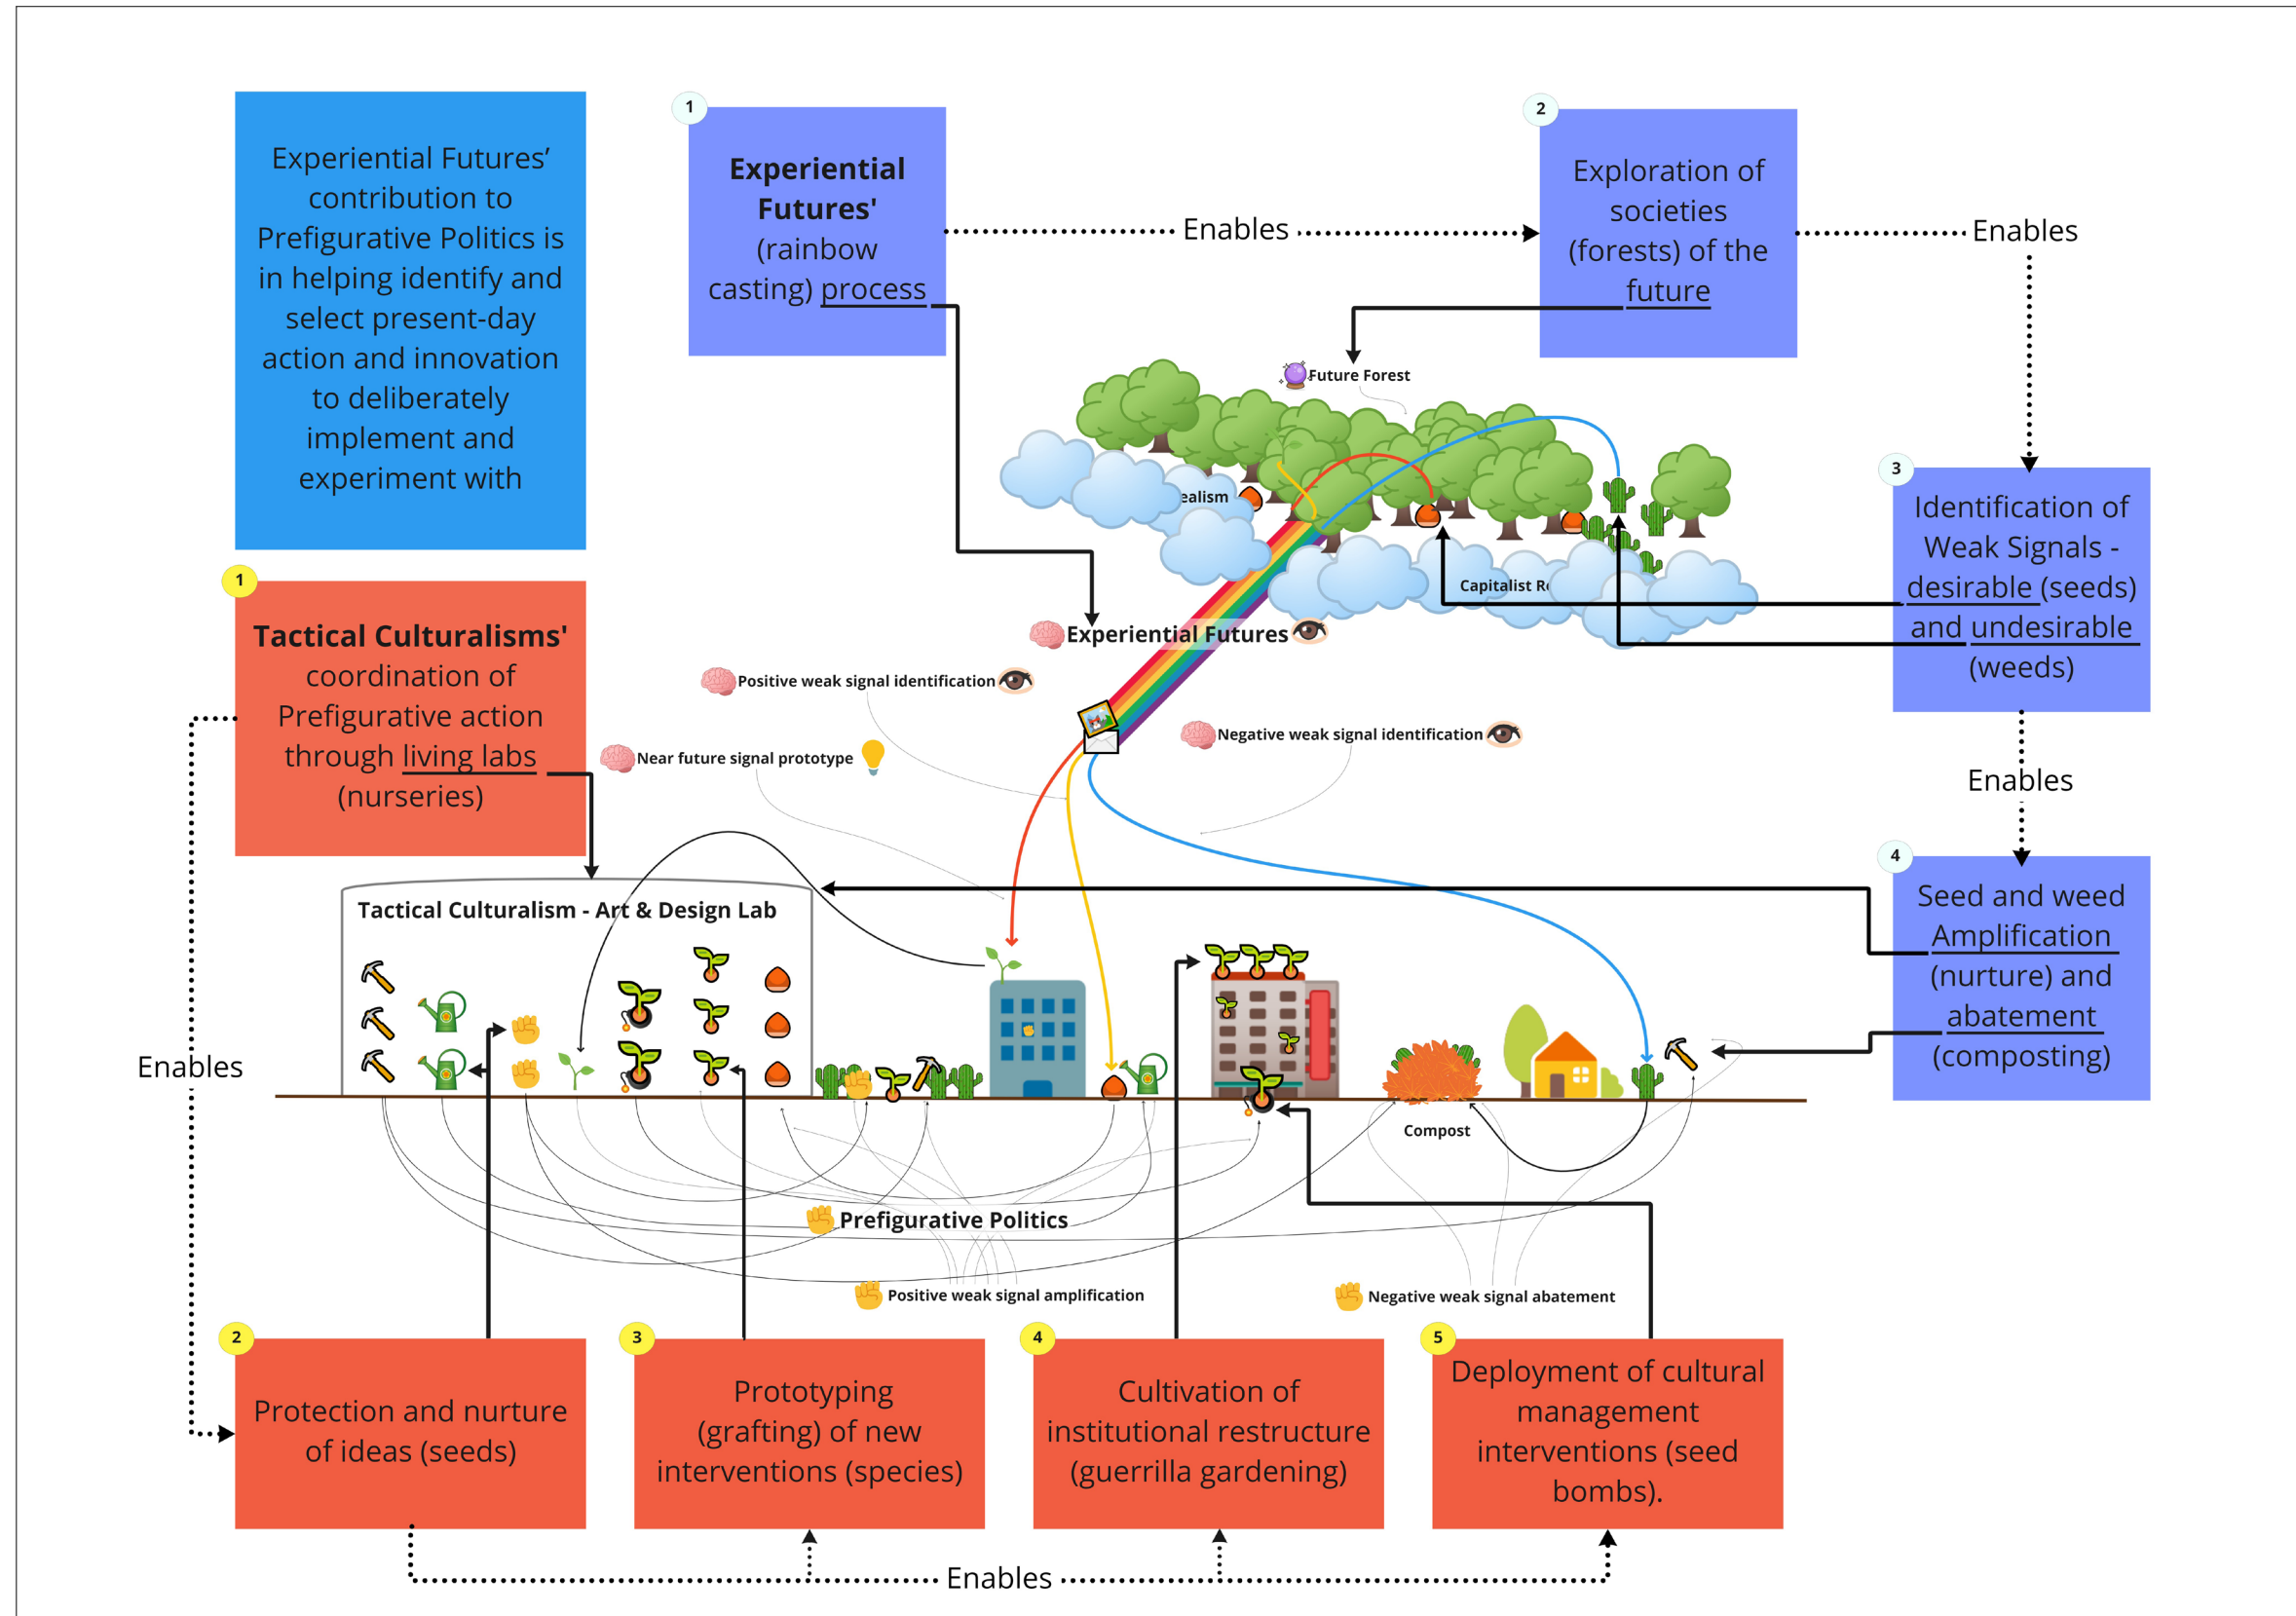 Experiential Futures’
contribution to
Prefigurative Politics is
in helping identify and
select present-day
action and innovation
to deliberately
implement and
experiment with
1
Experiential
Futures'
(rainbow
casting) process
Enables
2
Exploration of
societies
(forests) of the
future
Enables
3
Identification of
Weak Signals -
desirable (seeds)
and undesirable
(weeds)
Enables
4
Seed and weed
Amplification
(nurture) and
abatement
(composting)
Future Forest
ealism
Capitalist Re
Experiential Futures
Positive weak signal identification
Negative weak signal identification
Near future signal prototype
1
Tactical Culturalisms'
coordination of
Prefigurative action
through living labs
(nurseries)
Tactical Culturalism - Art & Design Lab
Enables
Compost
Prefigurative Politics
Positive weak signal amplification
Negative weak signal abatement
2
Protection and nurture
of ideas (seeds)
3
Prototyping
(grafting) of new
interventions (species)
4
Cultivation of
institutional restructure
(guerrilla gardening)
5
Deployment of cultural
management
interventions (seed
bombs).
Enables